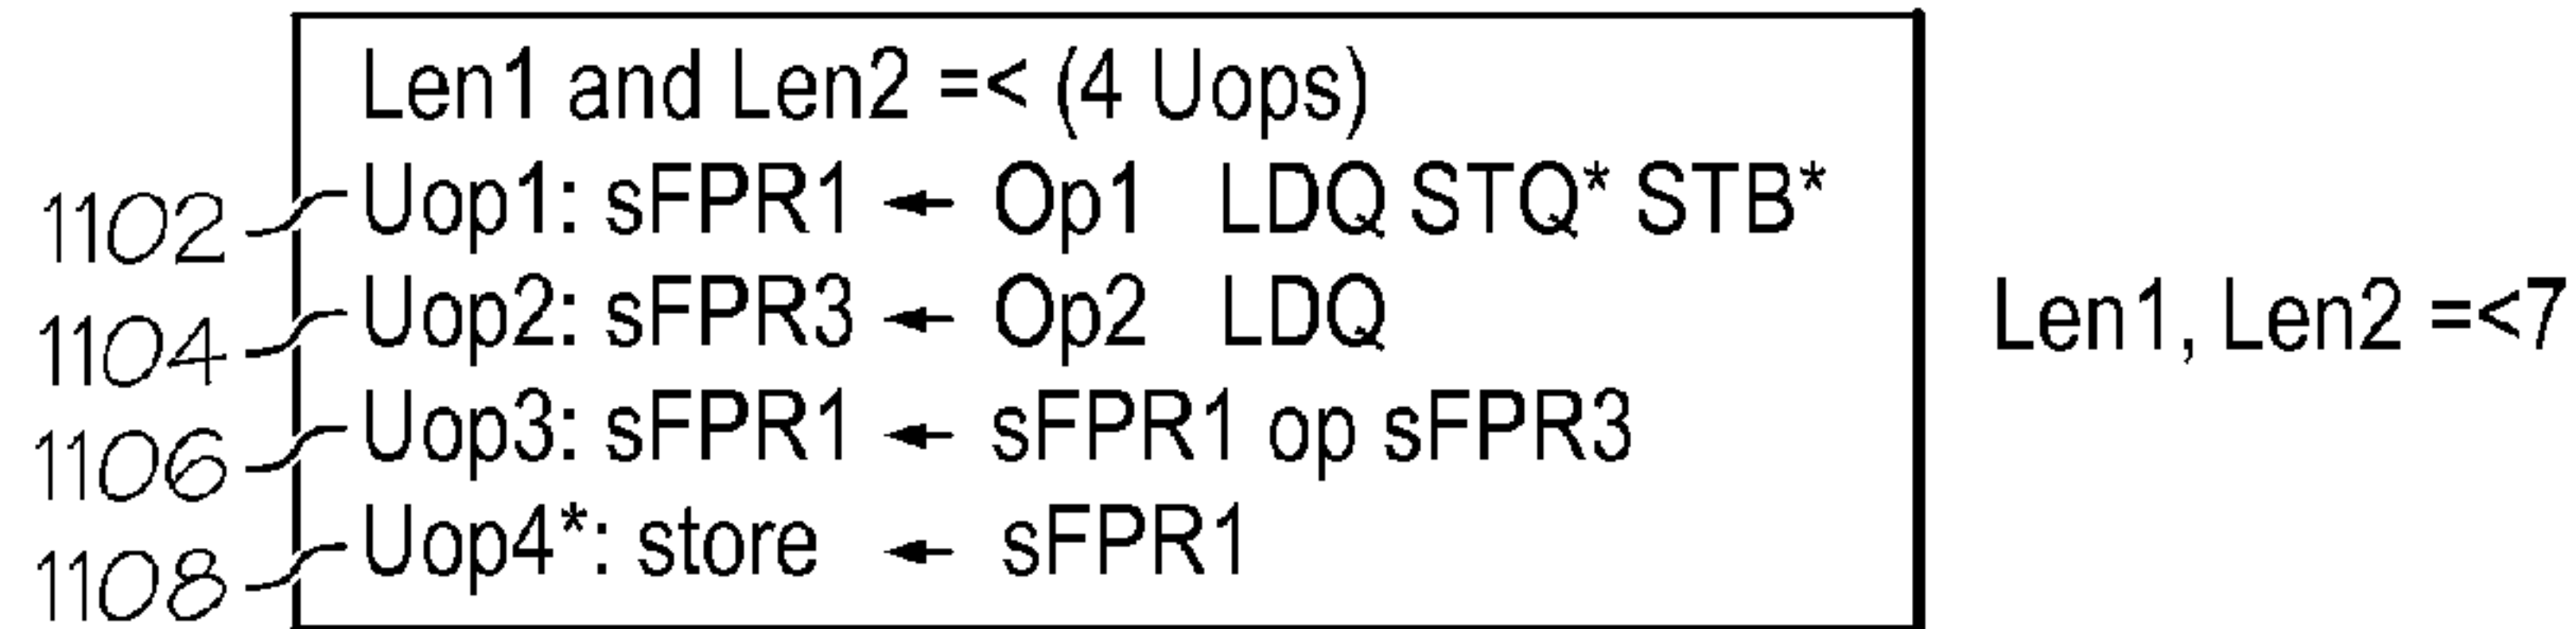 Len1 and Len2 =< (4 Uops)
1102 Uop1: sFPR1 ← Op1 LDQ STQ* STB*
1104 Uop2: sFPR3 ← Op2 LDQ
Len1, Len2 =<7
1106 Uop3: sFPR1 ← sFPR1 op sFPR3
1108 Uop4*: store ← sFPR1